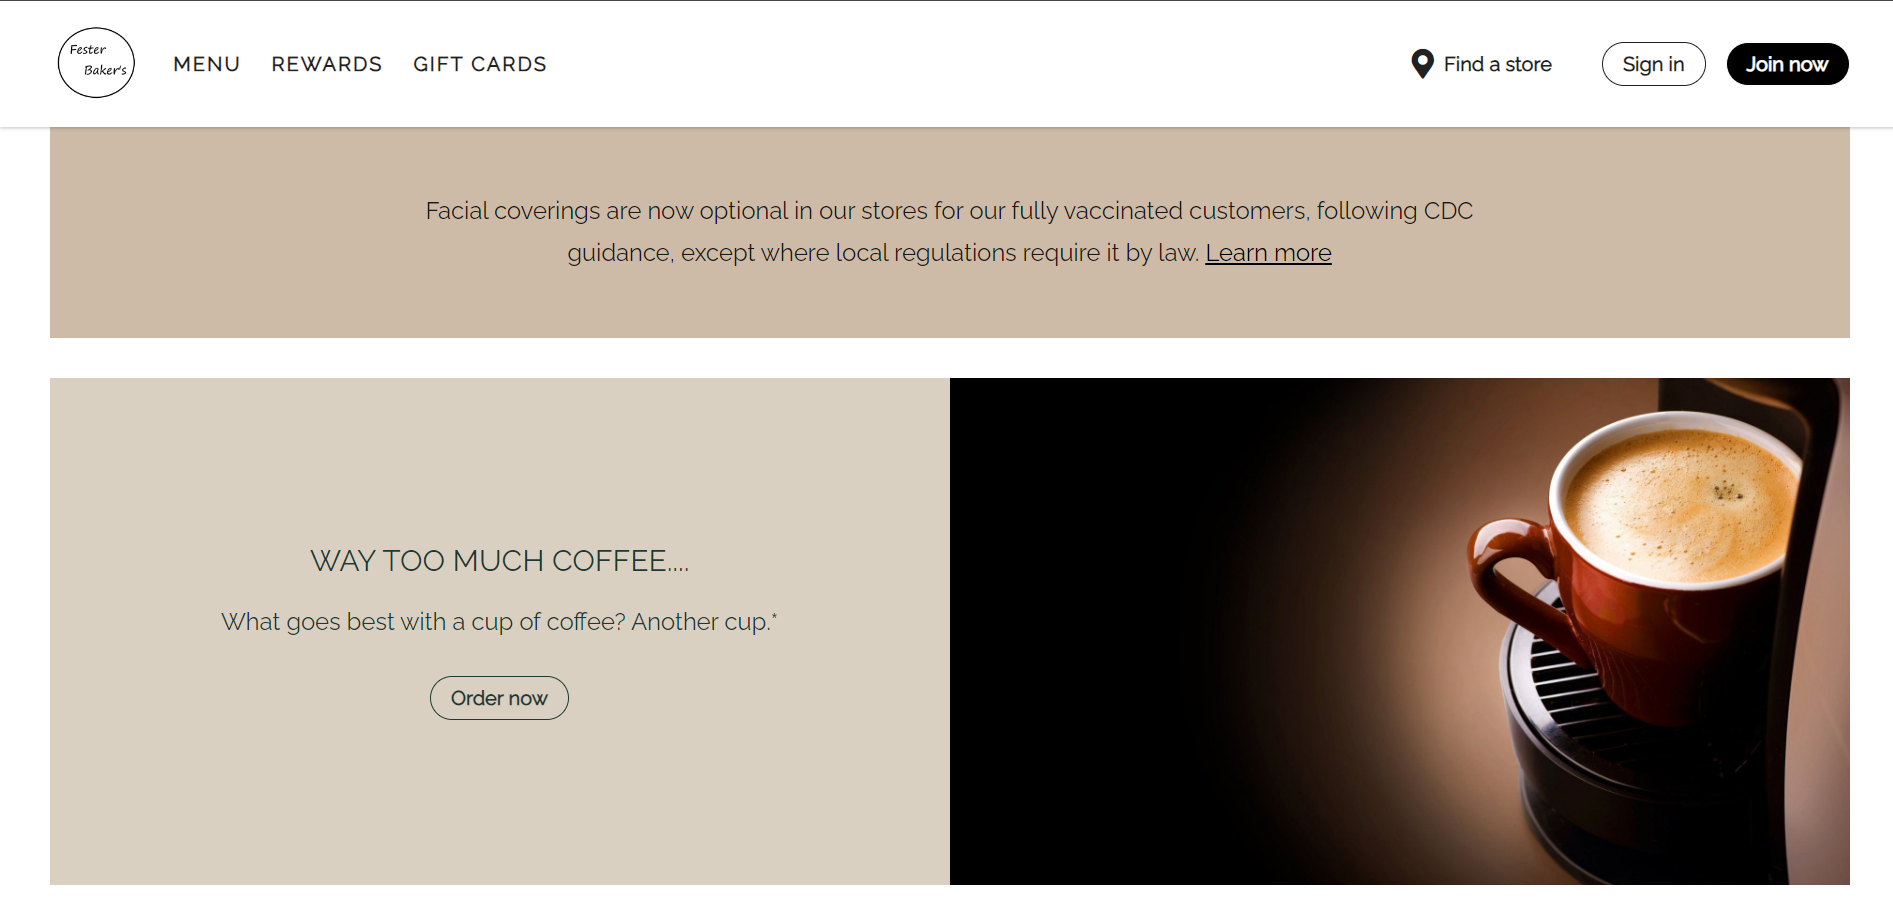 Fester
Baker's
MENU
REWARDS
GIFT CARDS
Find a store
Sign in
Join now
Facial coverings are now optional in our stores for our fully vaccinated customers, following CDC
guidance, except where local regulations require it by law. Learn more
WAY TOO MUCH COFFEE....
What goes best with a cup of coffee? Another cup.*
Order now